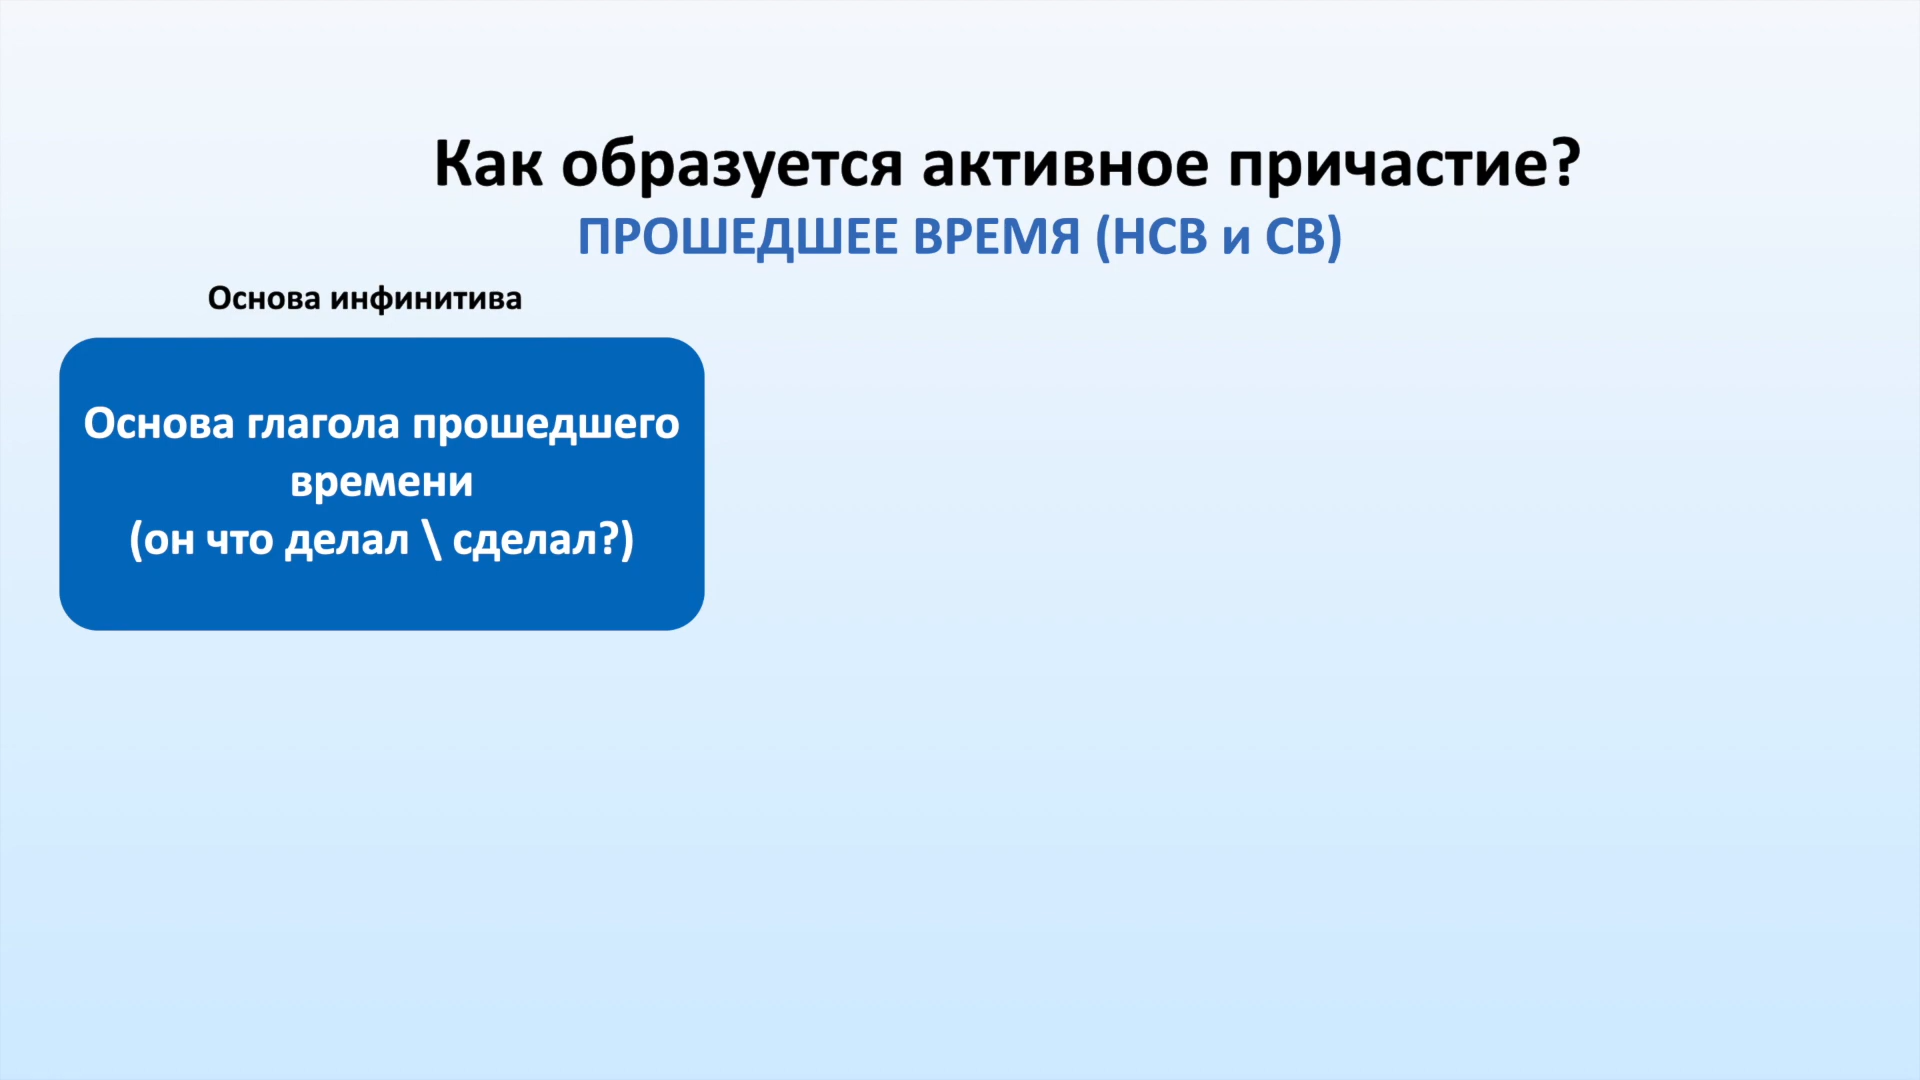 Как образуется активное причастие?
ПРОШЕДШЕЕ ВРЕМЯ (НСВ и СВ)
Основа инфинитива
Основа глагола прошедшего
времени
(он что делал \ сделал?)